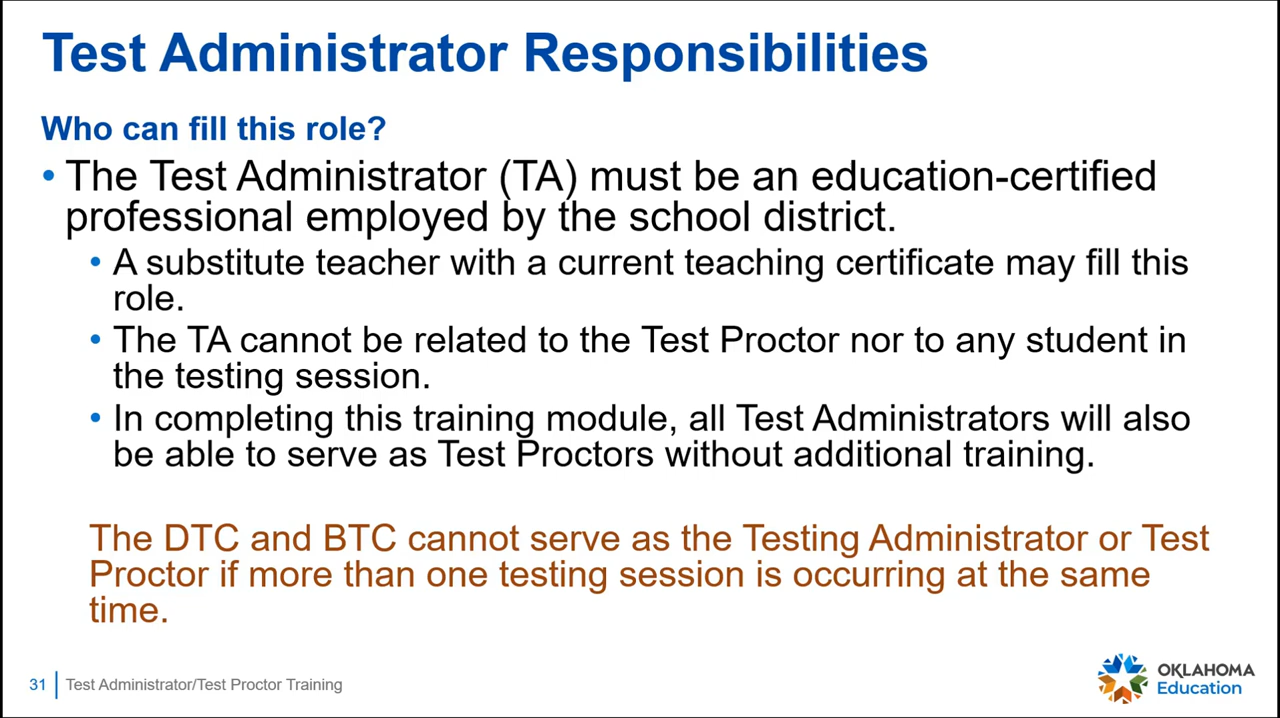 Test Administrator Responsibilities
Who can fill this role?
• The Test Administrator (TA) must be an education-certified
professional employed by the school district.
• A substitute teacher with a current teaching certificate may fill this
role.
• The TA cannot be related to the Test Proctor nor to any student in
the testing session.
• In completing this training module, all Test Administrators will also
be able to serve as Test Proctors without additional training.
The DTC and BTC cannot serve as the Testing Administrator or Test
Proctor if more than one testing session is occurring at the same
time.
31 Test Administrator/Test Proctor Training
OKLAHOMA
Education